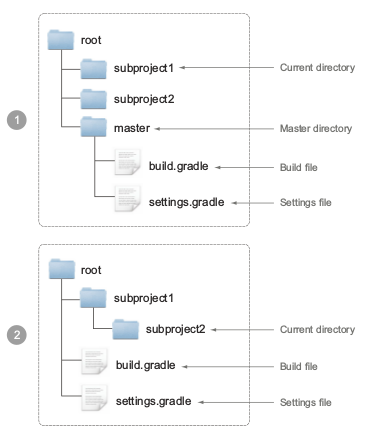 root
subproject1 Current directory
subproject2
1
master Master directory
build.gradle Build file
settings.gradle Settings file
root
subproject1
2
subproject2 Current directory
build.gradle Build file
settings.gradle Settings file